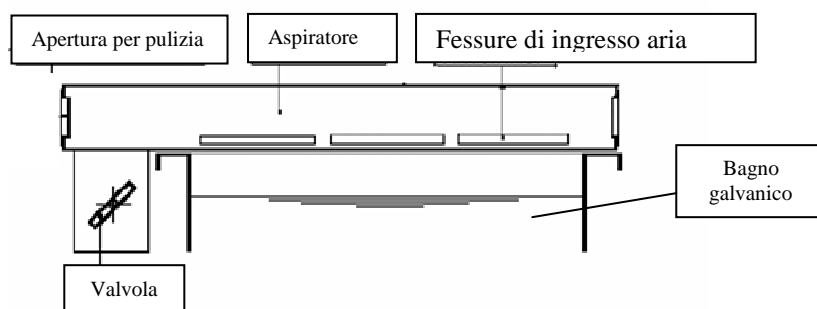 Apertura per pulizia
Aspiratore
Fessure di ingresso aria
Bagno
galvanico
Valvola